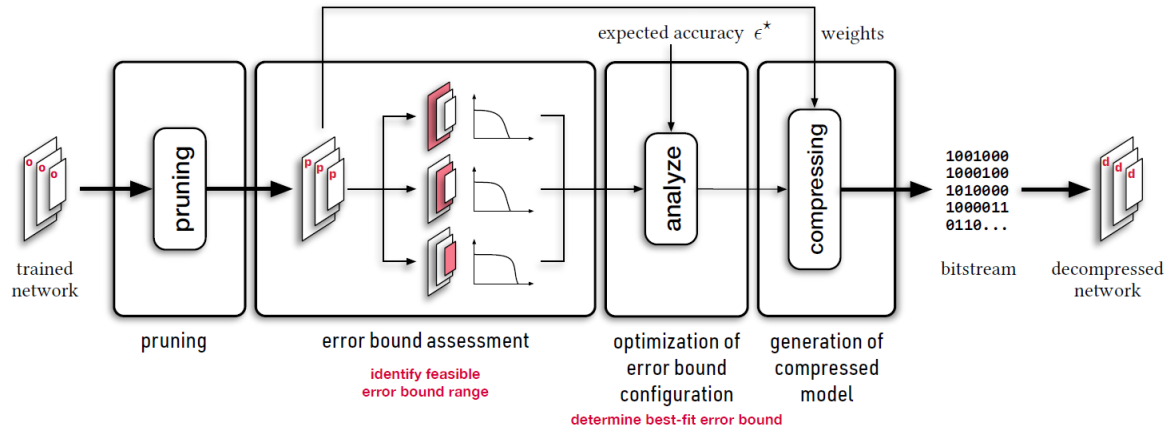 expected accuracy ϵ* weights
o o o
trained
network
pruning
p p p
analyze
compressing
1001000
1000100
1010000
1000011
0110...
bitstream
d d d
decompressed
network
pruning
error bound assessment
identify feasible
error bound range
optimization of
error bound
configuration
determine best-fit error bound
generation of
compressed
model